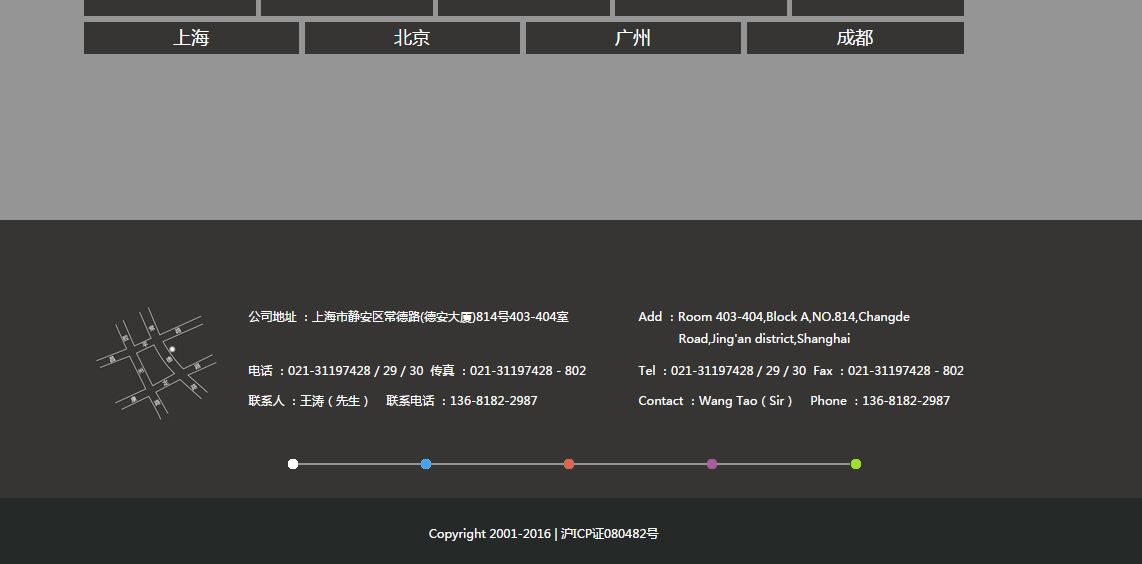 上海 北京 广州 成都
公司地址 ：上海市静安区常德路(德安大厦)814号403-404室
Add ：Room 403-404,Block A,NO.814,Changde
Road,Jing'an district,Shanghai
电话 ：021-31197428 / 29 / 30 传真 ：021-31197428 - 802
Tel ：021-31197428 / 29 / 30 Fax ：021-31197428 - 802
联系人 ：王涛 ( 先生 ) 联系电话 ：136-8182-2987
Contact ：Wang Tao ( Sir ) Phone ：136-8182-2987
Copyright 2001-2016 | 沪ICP证080482号